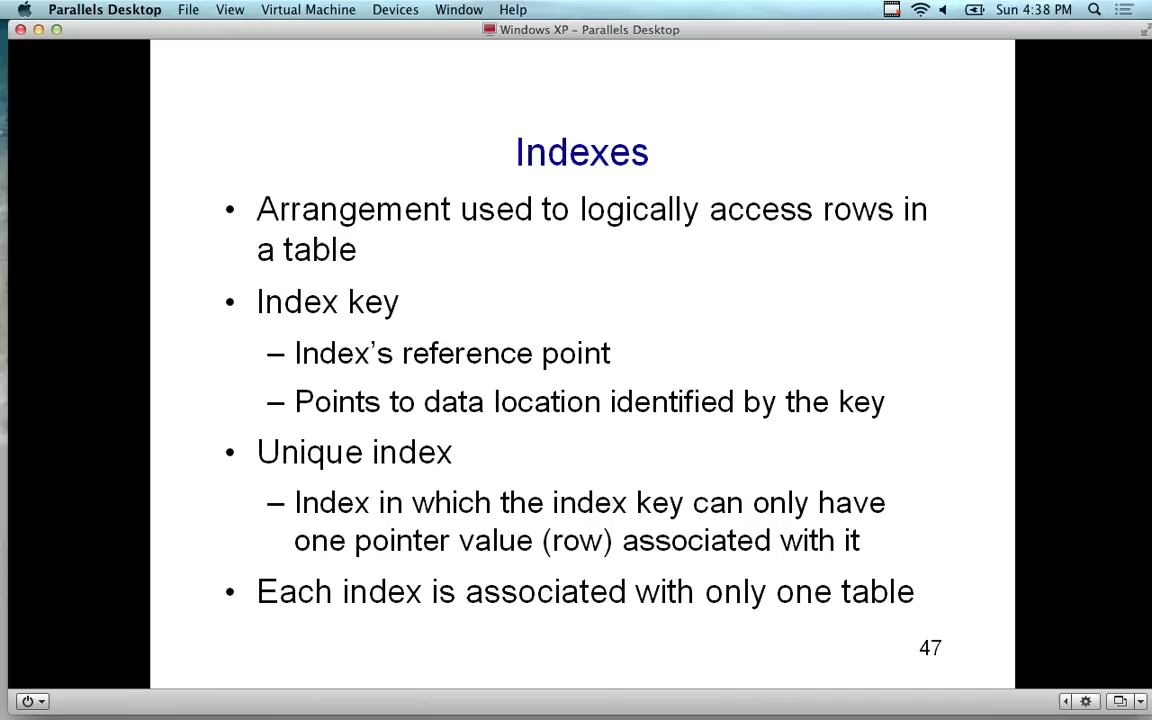 Parallels Desktop File View Virtual Machine Devices Window Help Sun 4:38 PM
Windows XP – Parallels Desktop
Indexes
• Arrangement used to logically access rows in
a table
• Index key
– Index’s reference point
– Points to data location identified by the key
• Unique index
– Index in which the index key can only have
one pointer value (row) associated with it
• Each index is associated with only one table
47